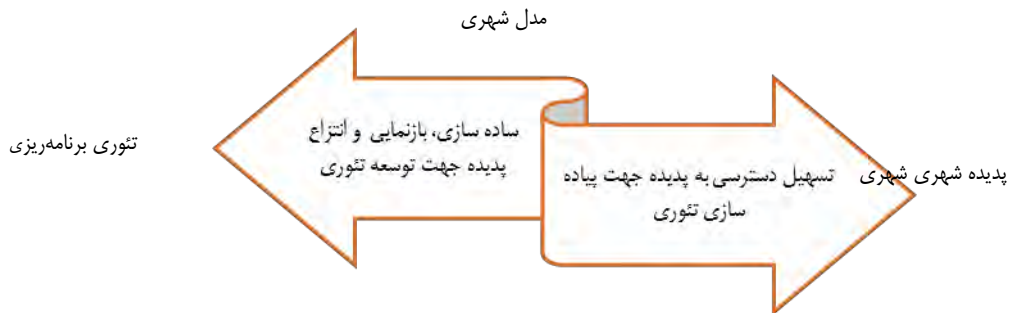 مدل شهری
پدیده شهری شهری
تسهیل دسترسی به پدیده جهت پیاده
سازی تئوری
ساده سازی، بازنمایی و انتزاع
پدیده جهت توسعه تئوری
تئوری برنامه‌ریزی